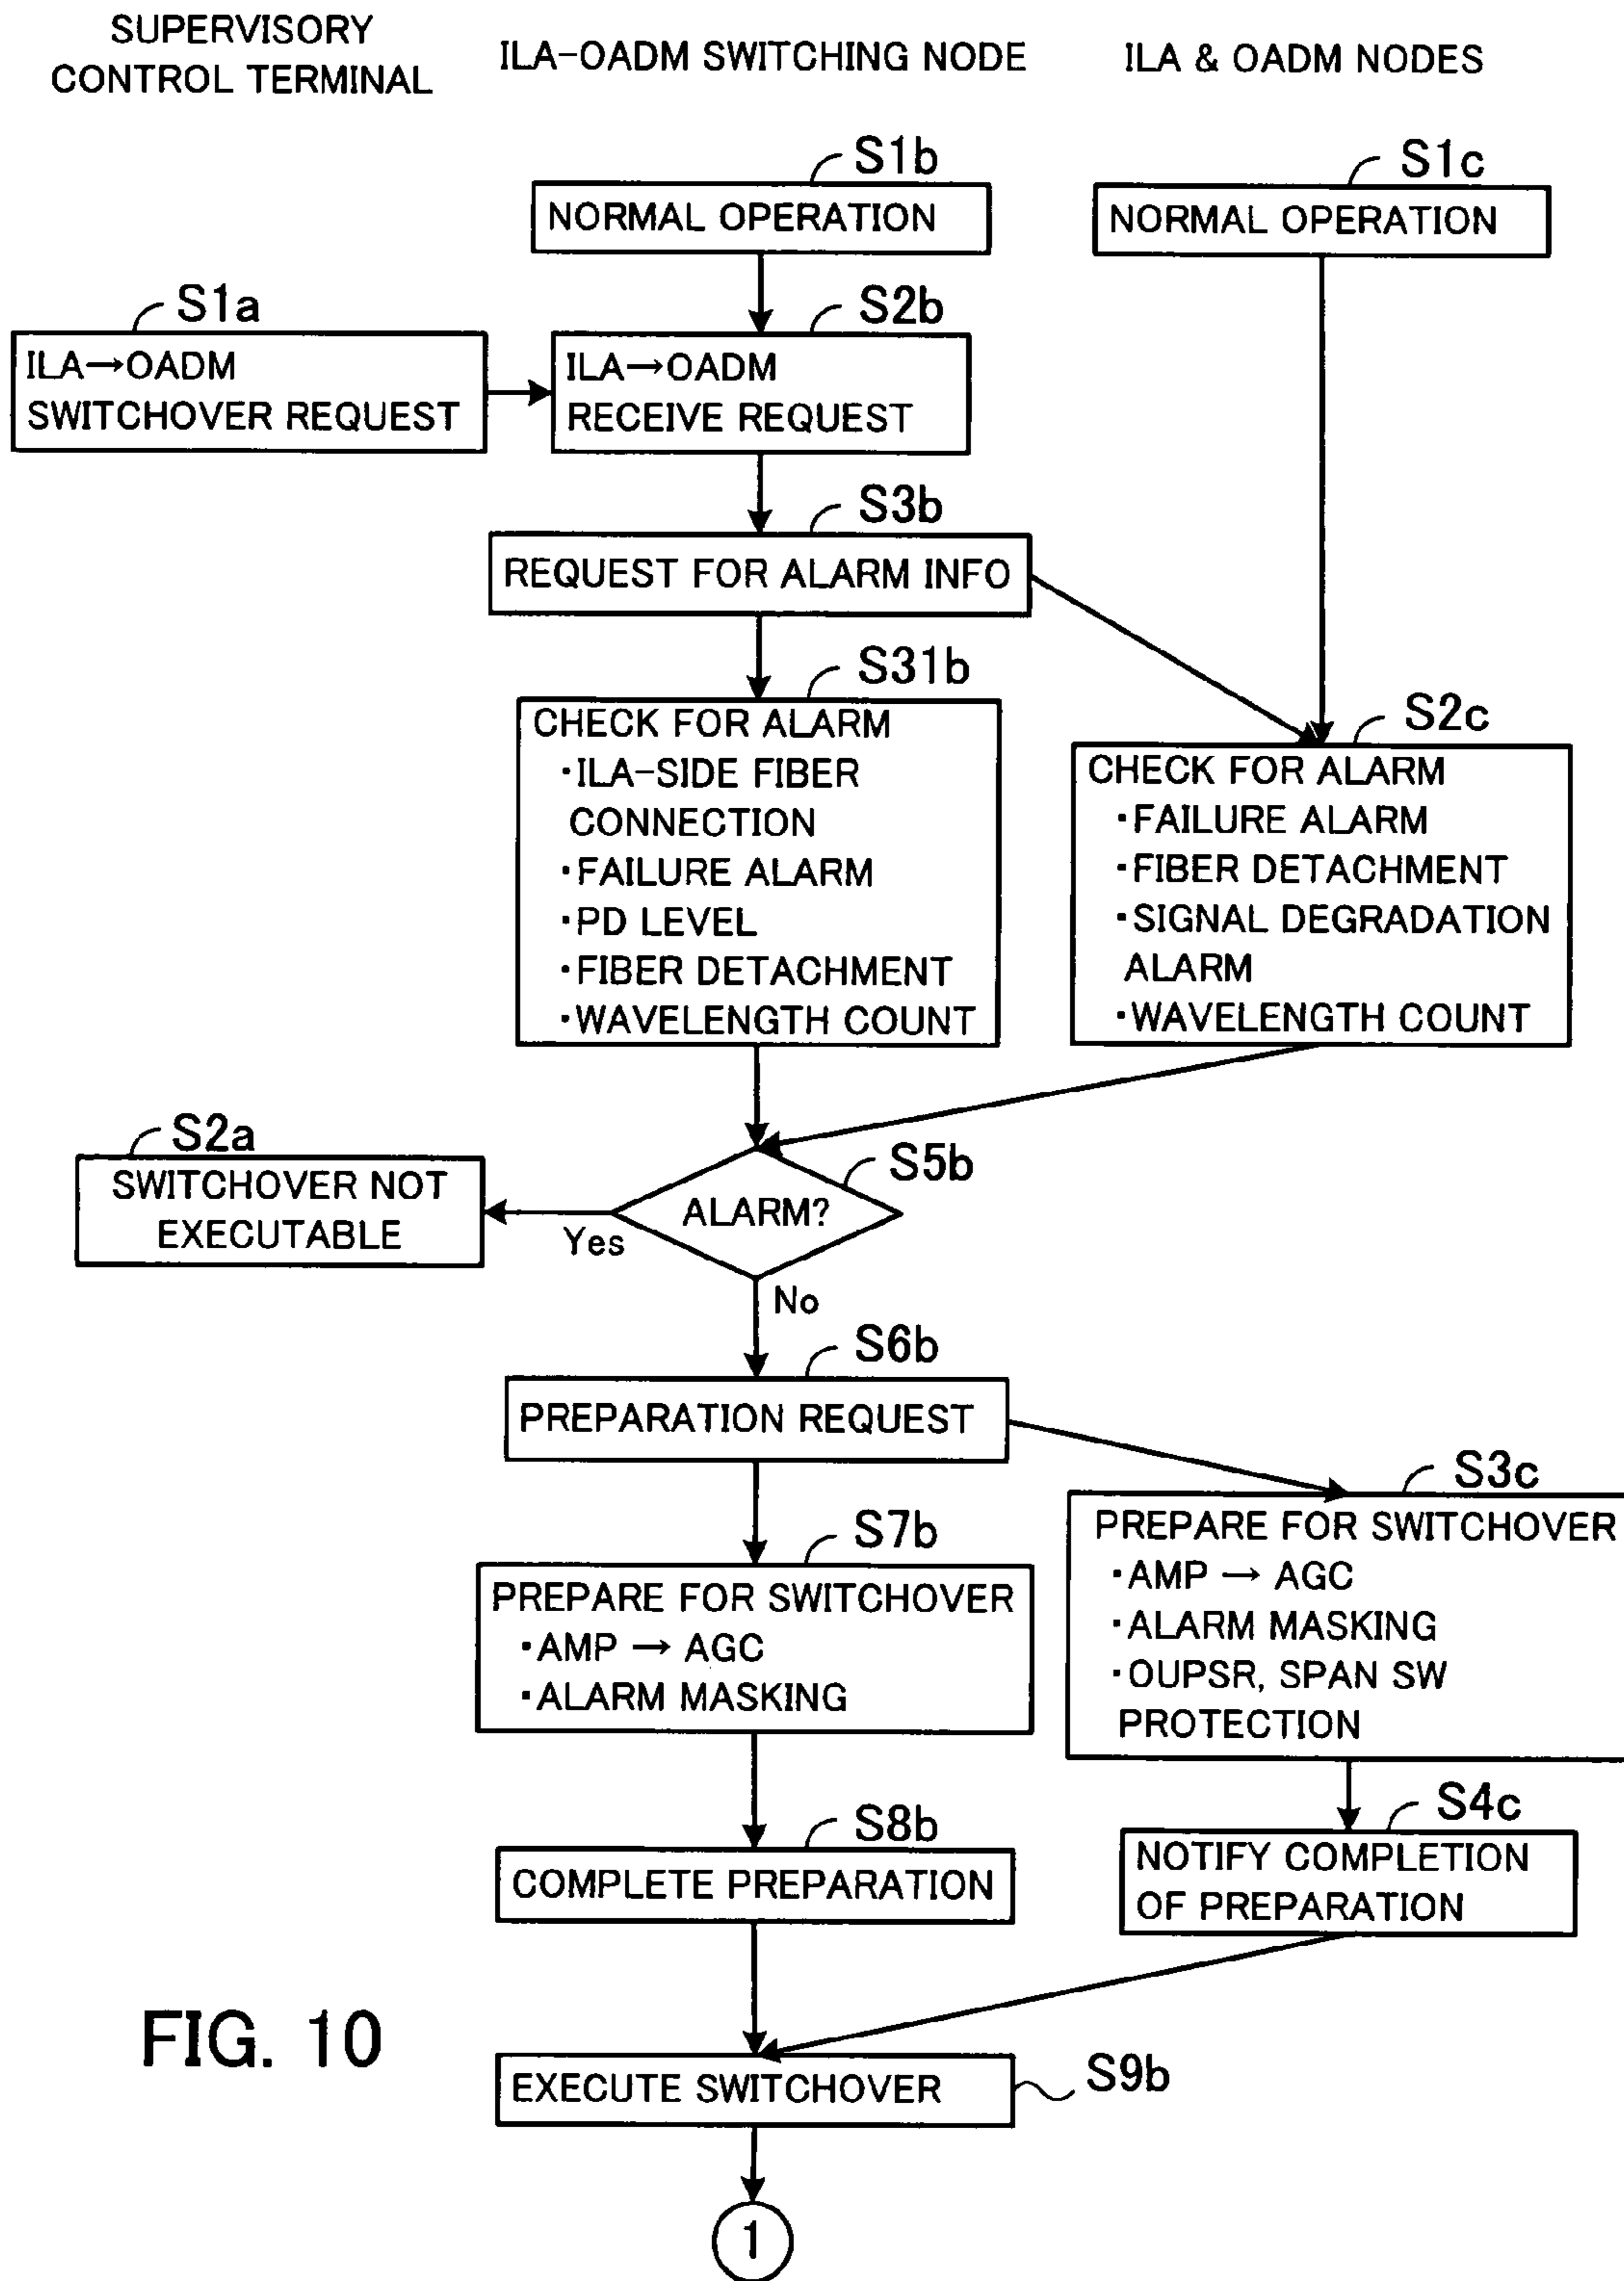 SUPERVISORY
CONTROL TERMINAL
ILA-OADM SWITCHING NODE
ILA & OADM NODES
S1b
NORMAL OPERATION
S1c
NORMAL OPERATION
S1a
ILA→OADM
SWITCHOVER REQUEST
S2b
ILA→OADM
RECEIVE REQUEST
S3b
REQUEST FOR ALARM INFO
S31b
CHECK FOR ALARM
・ILA-SIDE FIBER
CONNECTION
・FAILURE ALARM
・PD LEVEL
・FIBER DETACHMENT
・WAVELENGTH COUNT
S2c
CHECK FOR ALARM
・FAILURE ALARM
・FIBER DETACHMENT
・SIGNAL DEGRADATION
ALARM
・WAVELENGTH COUNT
S2a
SWITCHOVER NOT
EXECUTABLE
S5b
ALARM?
Yes
No
S6b
PREPARATION REQUEST
S7b
PREPARE FOR SWITCHOVER
・AMP → AGC
・ALARM MASKING
S3c
PREPARE FOR SWITCHOVER
・AMP → AGC
・ALARM MASKING
・OUPSR, SPAN SW
PROTECTION
S8b
COMPLETE PREPARATION
S4c
NOTIFY COMPLETION
OF PREPARATION
FIG. 10
EXECUTE SWITCHOVER
S9b
1